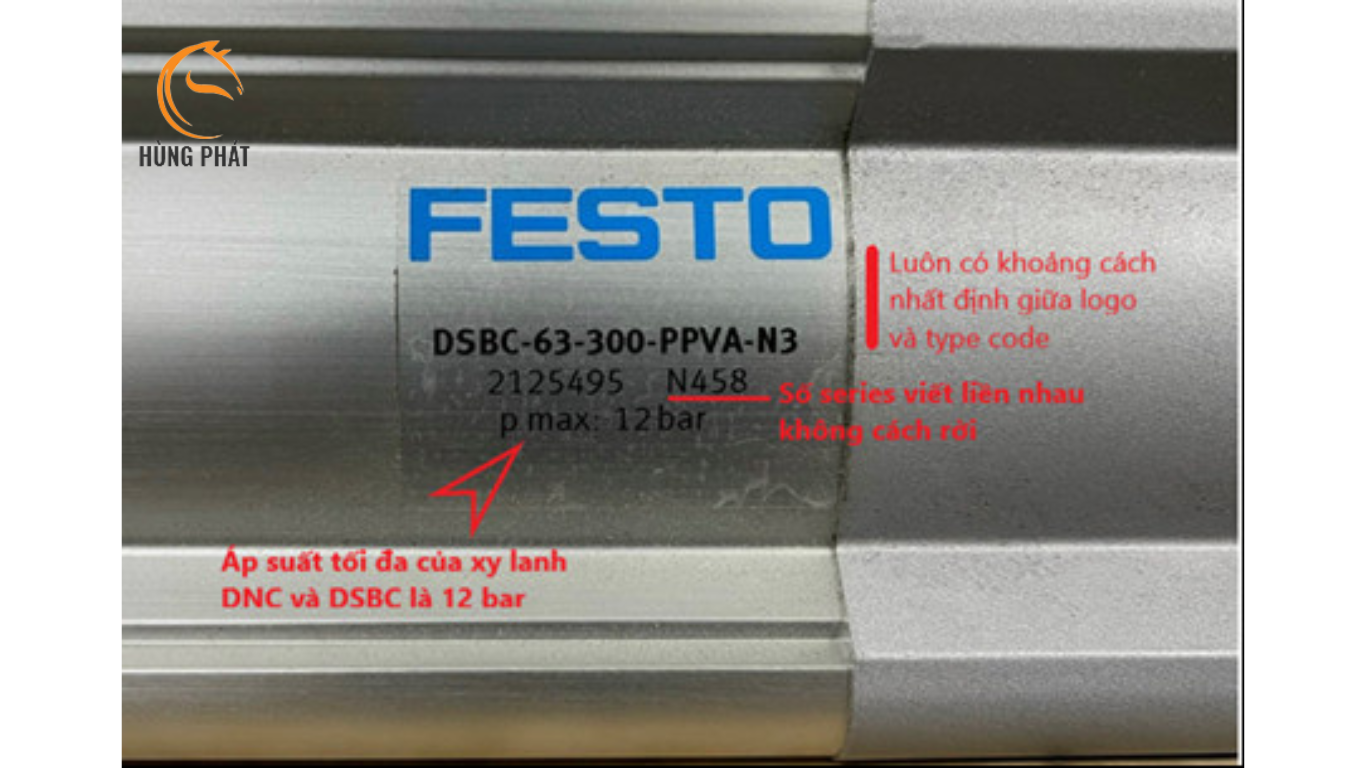 HÙNG PHÁT
FESTO
Luôn có khoảng cách
nhất định giữa logo
và type code
DSBC-63-300-PPVA-N3
2125495 N458
Số series viết liền nhau
không cách rời
p max: 12 bar
Áp suất tối đa của xy lanh
DNC và DSBC là 12 bar